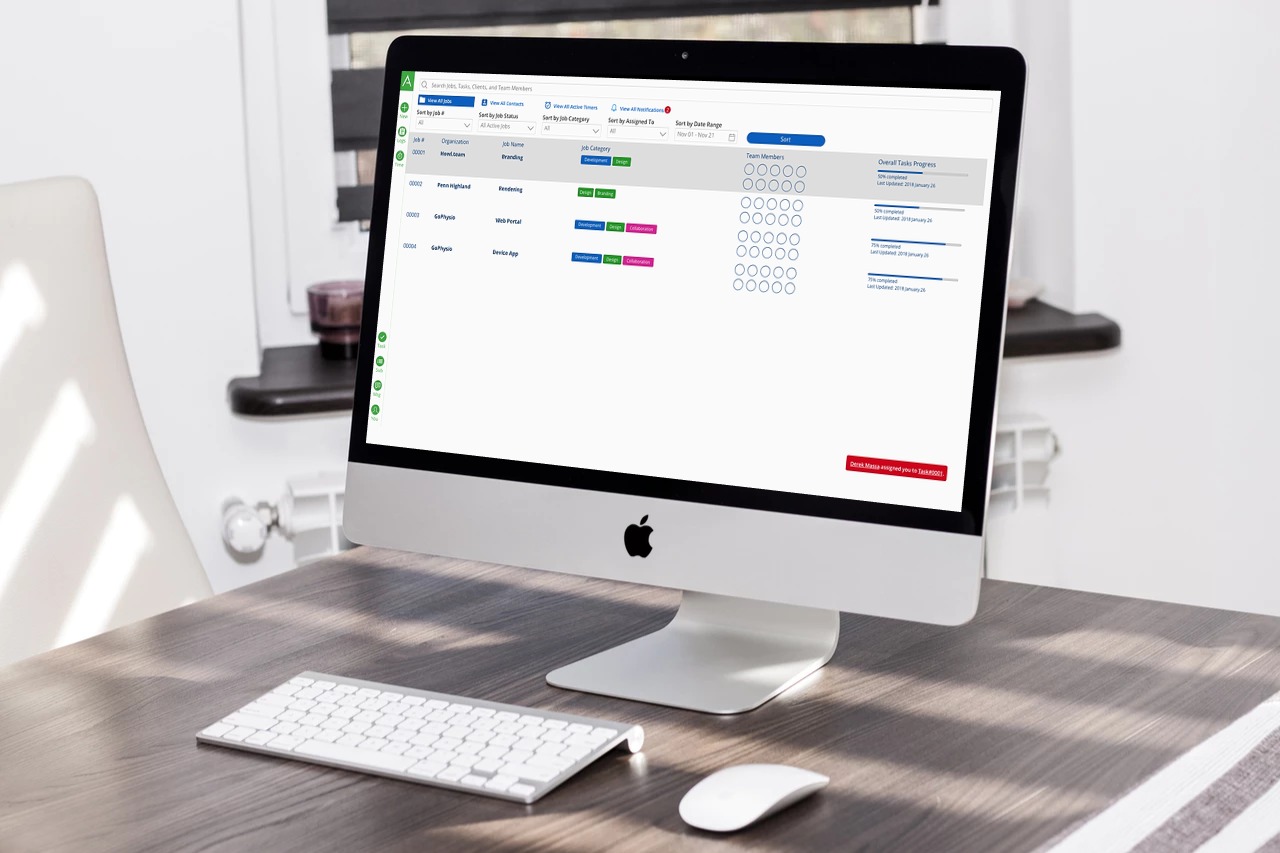 Search Jobs, Tasks, Clients, and Team Members
View All Jobs
View All Contacts
View All Active Timers
View All Notifications 2
Sort by Job #
Sort by Job Status
Sort by Job Category
Sort by Assigned To
Sort by Date Range
All
All Active Jobs
All
All
Nov 01 - Nov 27
Sort
Job #
Organization
Job Name
Job Category
Team Members
Overall Tasks Progress
00001
Branding
Development
Design
50% completed
Last Updated: 2018 January 26
00002
Penn Highland
Rendering
Design
Branding
50% completed
Last Updated: 2018 January 26
00003
GoPhysio
Web Portal
Development
Design
Collaboration
75% completed
Last Updated: 2018 January 26
00004
GoPhysio
Device App
Development
Design
Collaboration
75% completed
Last Updated: 2018 January 26
Derek Massa assigned you to Task#0001.